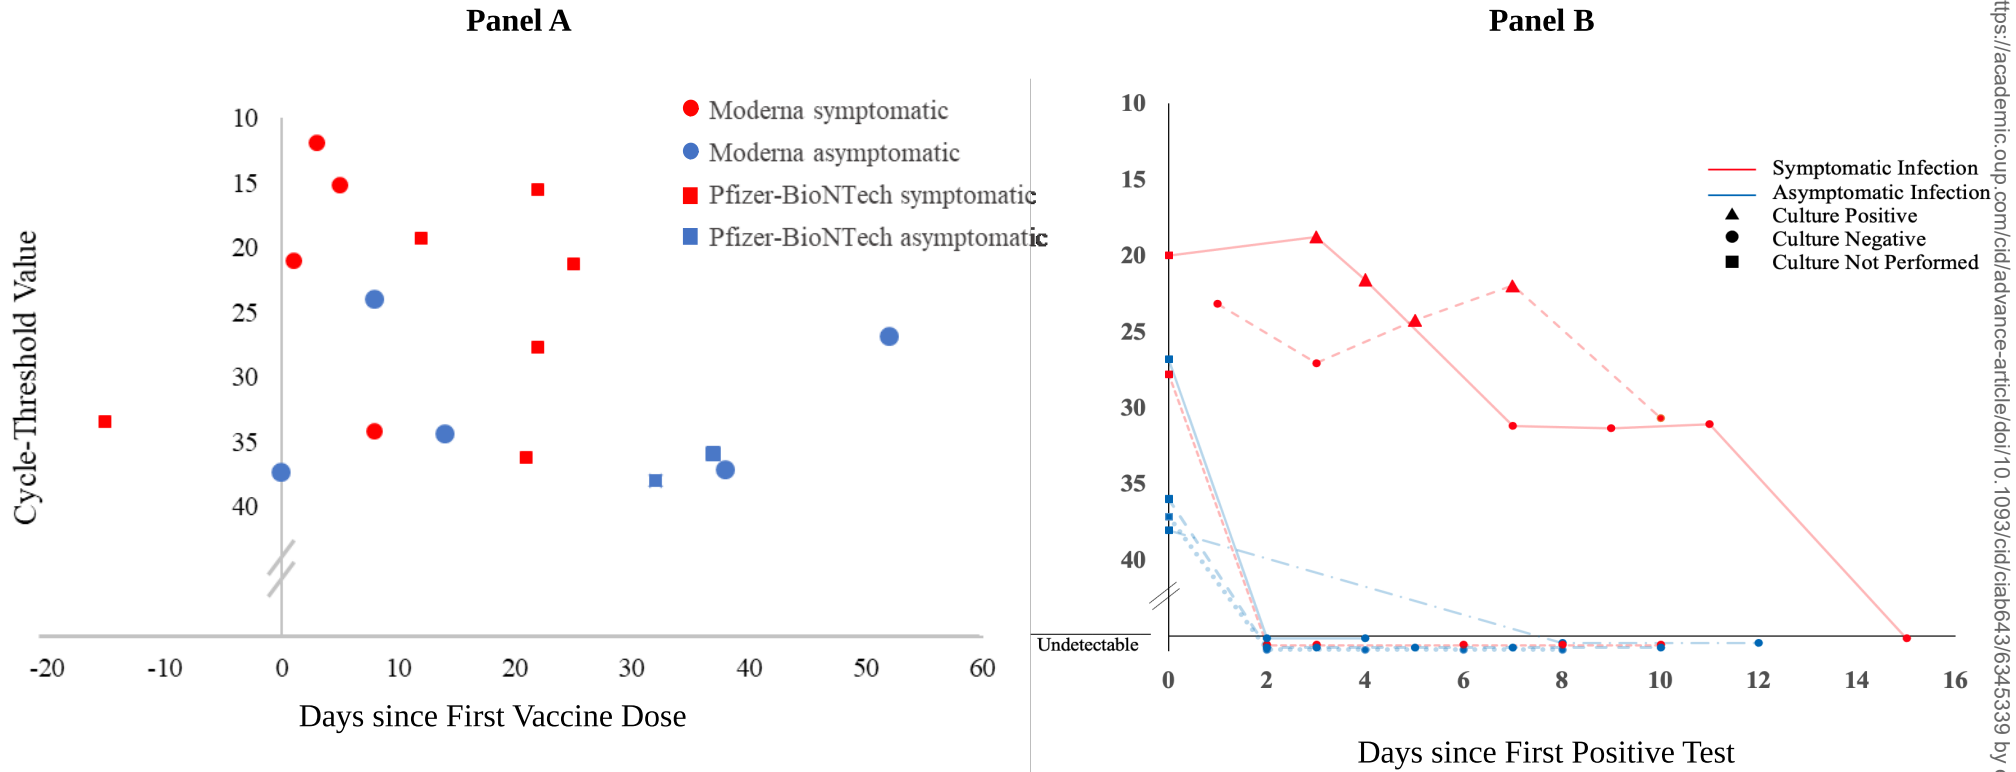 Panel A
Cycle-Threshold Value
10
15
20
25
30
35
40
Moderna symptomatic
Moderna asymptomatic
Pfizer-BioNTech symptomatic
Pfizer-BioNTech asymptomatic
-20 -10 0 10 20 30 40 50 60
Days since First Vaccine Dose
Panel B
10
15
20
25
30
35
40
Undetectable
Symptomatic Infection
Asymptomatic Infection
Culture Positive
Culture Negative
Culture Not Performed
0 2 4 6 8 10 12 14 16
Days since First Positive Test
ttps://academic.oup.com/cid/advance-article/doi/10.1093/cid/ciab643/6345339 by